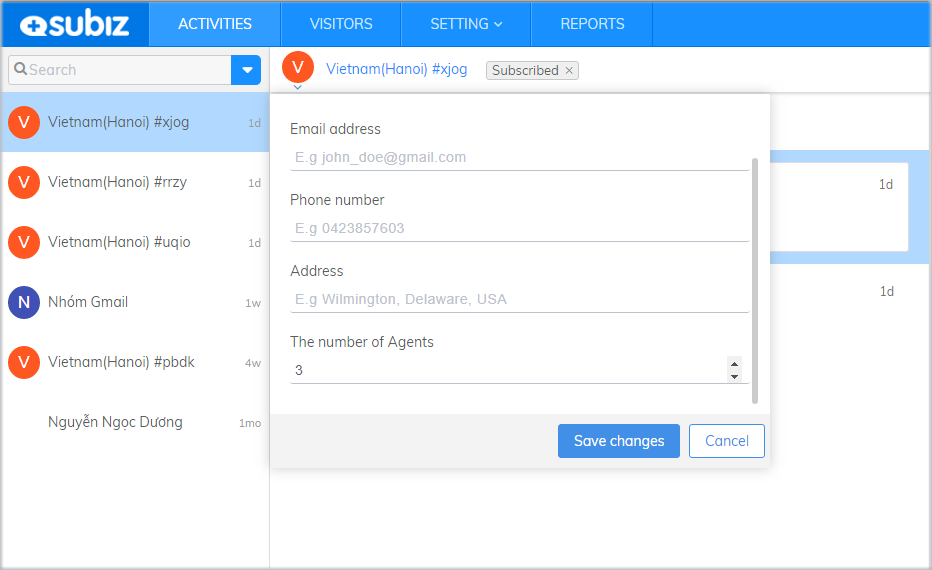 subiz
ACTIVITIES
VISITORS
SETTING
REPORTS
Search
V
Vietnam(Hanoi) #xjog
Subscribed ×
V
Vietnam(Hanoi) #xjog
1d
V
Vietnam(Hanoi) #rrzy
1d
V
Vietnam(Hanoi) #uqio
1d
N
Nhóm Gmail
1w
V
Vietnam(Hanoi) #pbdk
4w
Nguyễn Ngọc Dương
1mo
Email address
E.g john_doe@gmail.com
Phone number
E.g 0423857603
Address
E.g Wilmington, Delaware, USA
The number of Agents
3
Save changes
Cancel
1d
1d